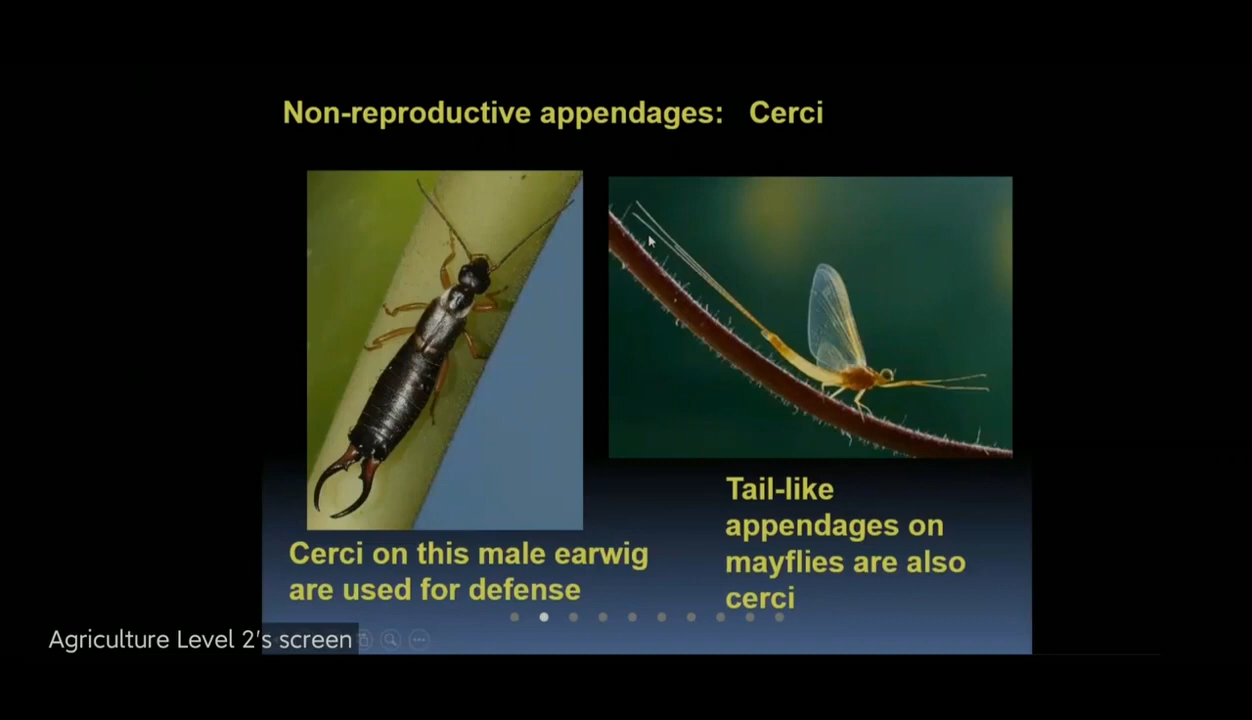 Non-reproductive appendages: Cerci
Cerci on this male earwig
are used for defense
Tail-like
appendages on
mayflies are also
cerci
Agriculture Level 2's screen